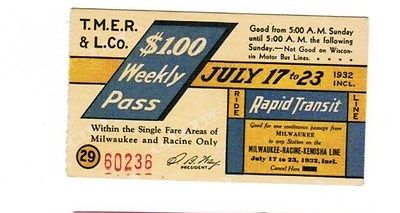 T.M.E.R.
& L.Co.
$1.00
Weekly
Pass
Good from 5:00 A.M. Sunday
until 5:00 A.M. the following
Sunday.—Not Good on Wiscon-
sin Motor Bus Lines.
JULY 17 to 23
1932
INCL.
RIDE
Rapid Transit
LINE
Good for one continuous passage from
MILWAUKEE
to any Station on the
MILWAUKEE-RACINE-KENOSHA LINE
July 17 to 23, 1932, Incl.
Cancel Here
Within the Single Fare Areas of
Milwaukee and Racine Only
29
60236
PRESIDENT